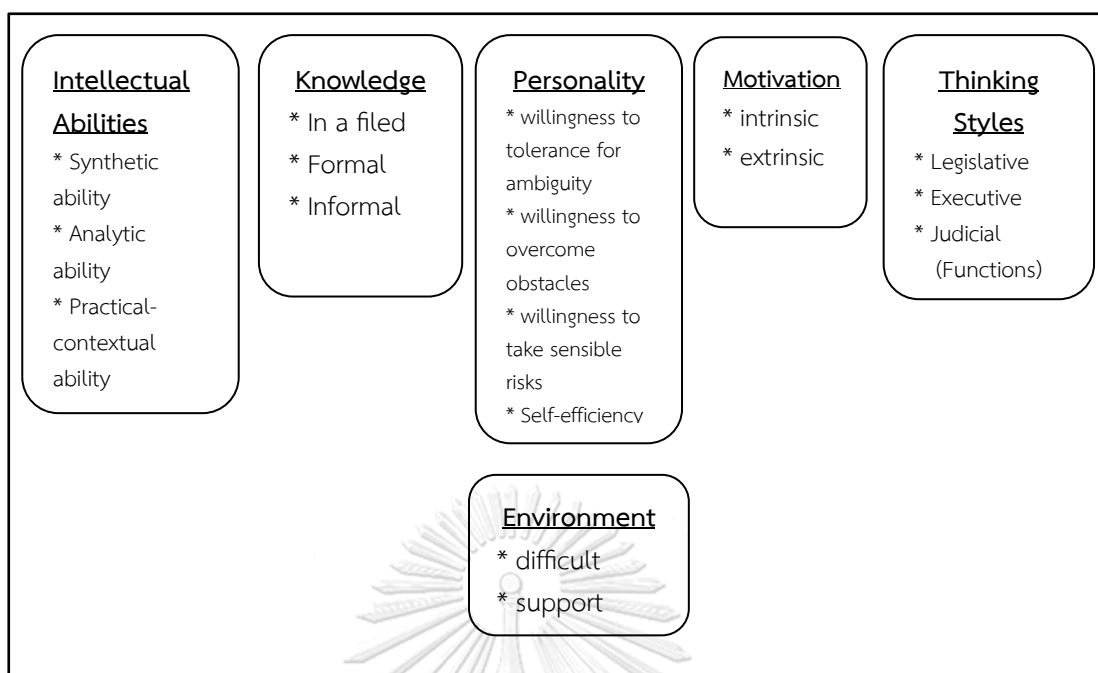 Intellectual
Abilities
* Synthetic
ability
* Analytic
ability
* Practical-
contextual
ability
Knowledge
* In a filed
* Formal
* Informal
Personality
* willingness to
tolerance for
ambiguity
* willingness to
overcome
obstacles
* willingness to
take sensible
risks
* Self-efficiency
Motivation
* intrinsic
* extrinsic
Thinking
Styles
* Legislative
* Executive
* Judicial
(Functions)
Environment
* difficult
* support